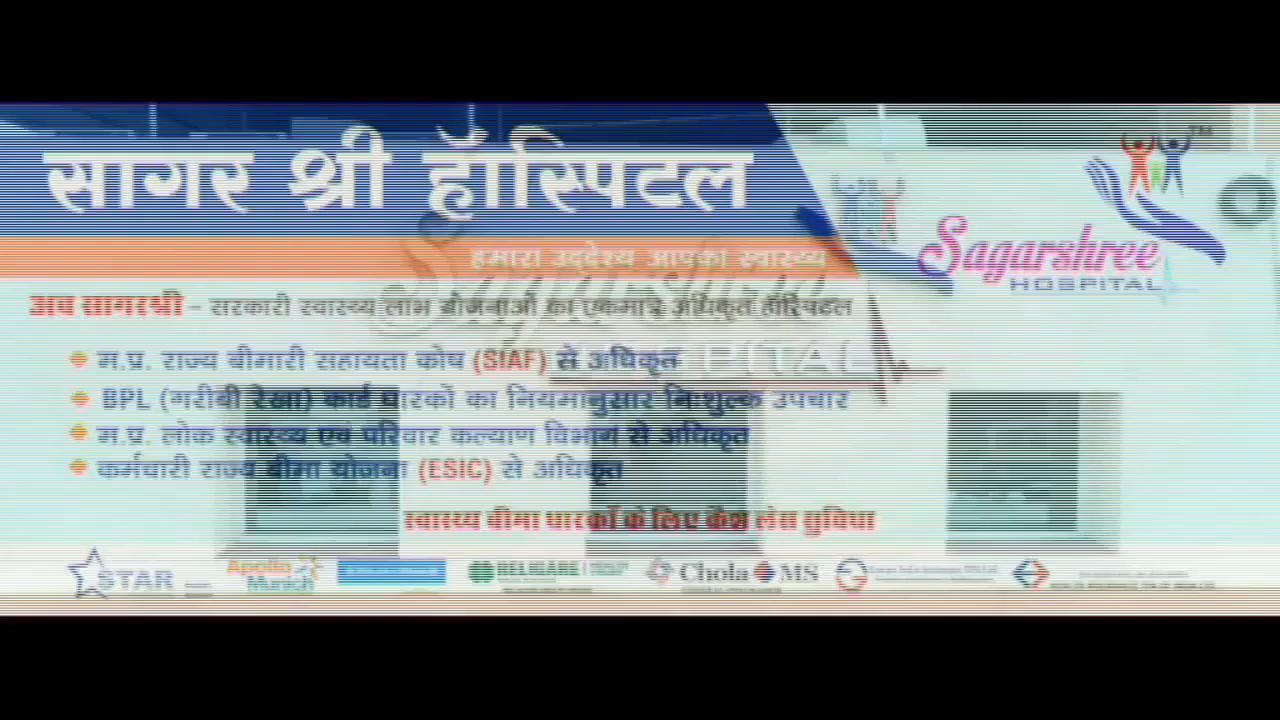 सागर श्री हॉस्पिटल
TM
Sagarshree
HOSPITAL
हमारा उद्देश्य आपका स्वास्थ्य
अब सागरश्री – सरकारी स्वास्थ्य लाभ योजनाओं का एकमात्र अधिकृत हॉस्पिटल
म.प्र. राज्य बीमारी सहायता कोष (SIAF) से अधिकृत
BPL (गरीबी रेखा) कार्ड धारकों का नियमानुसार निःशुल्क उपचार
म.प्र. लोक स्वास्थ्य एवं परिवार कल्याण विभाग से अधिकृत
कर्मचारी राज्य बीमा योजना (ESIC) से अधिकृत
स्वास्थ्य बीमा धारकों के लिए कैश लेस सुविधा
STAR
Apollo
Munich
RELIGARE
Chola MS